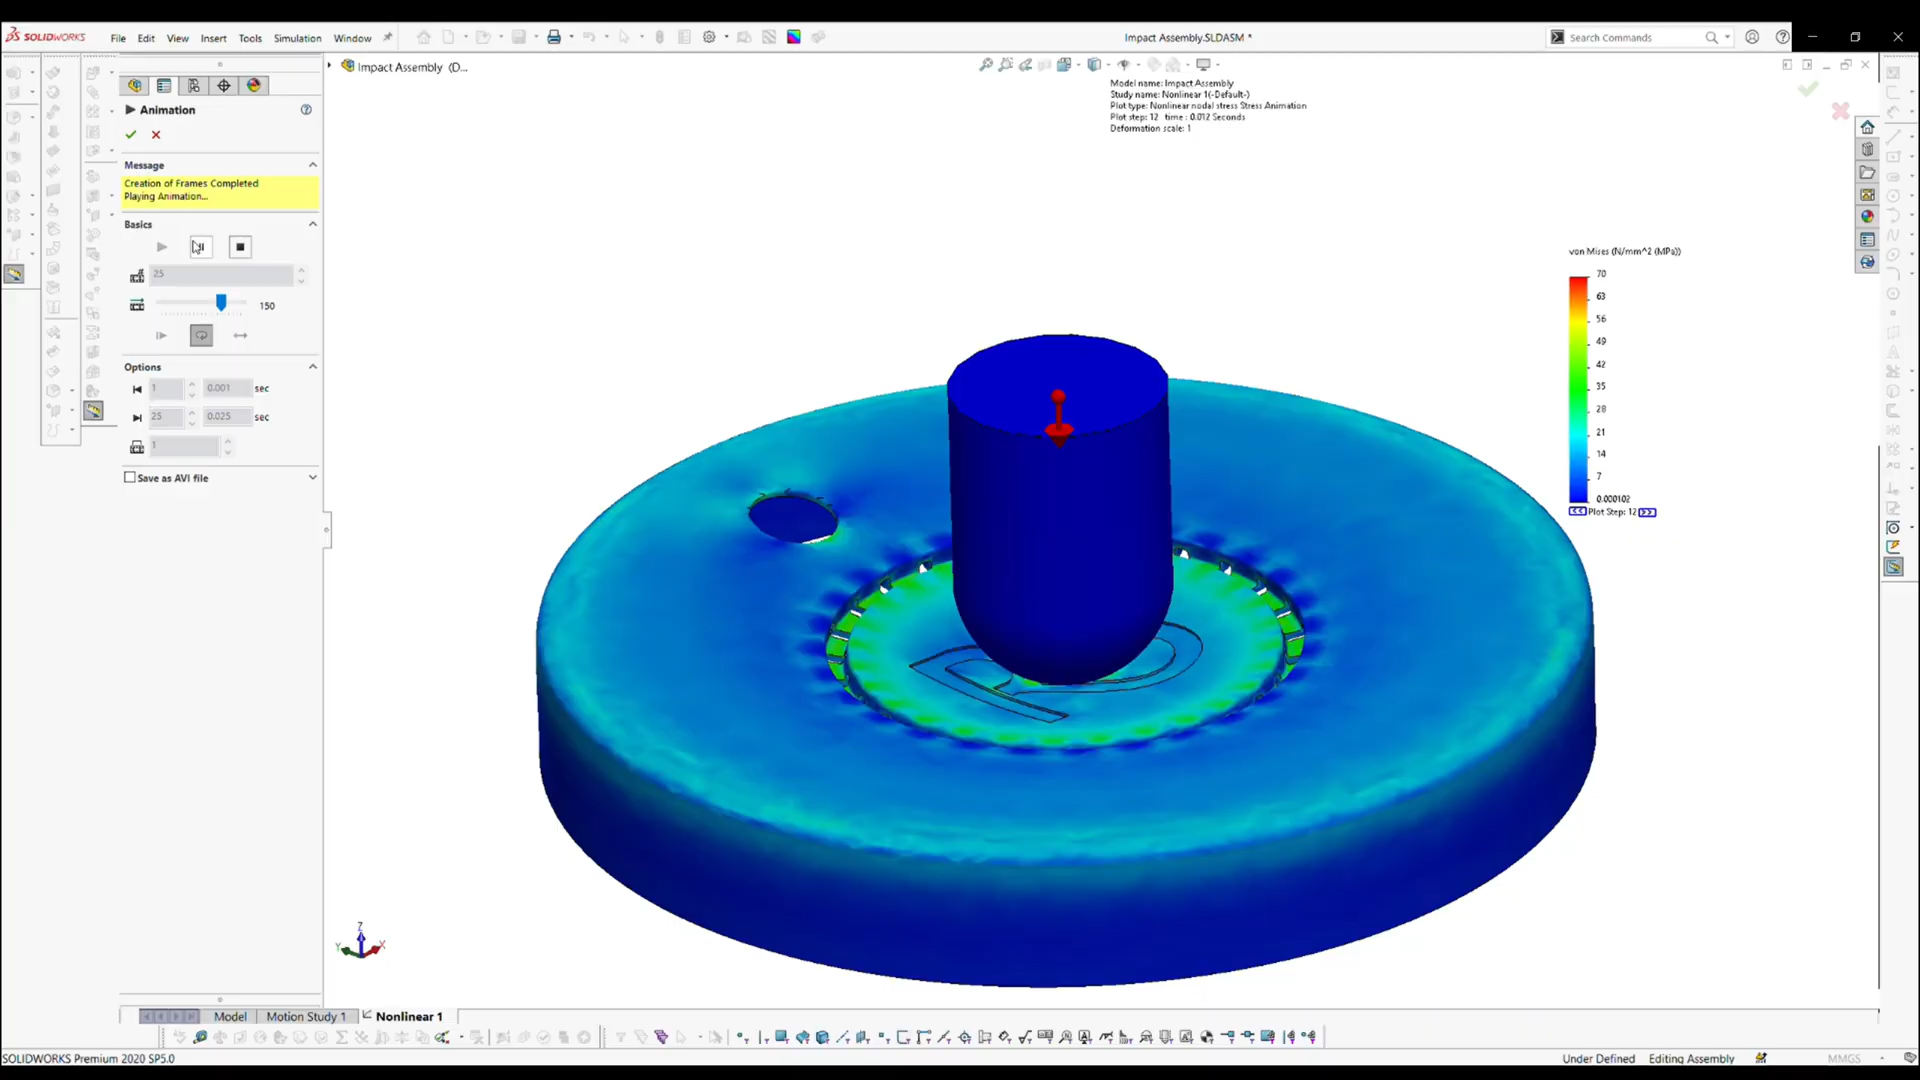 SOLIDWORKS File Edit View Insert Tools Simulation Window Impact Assembly.SLDASM * Search Commands
Impact Assembly (D...
Model name: Impact Assembly
Study name: Nonlinear 1(-Default-)
Plot type: Nonlinear nodal stress Stress Animation
Plot step: 12 time : 0.012 Seconds
Deformation scale: 1
Animation
Message
Creation of Frames Completed
Playing Animation...
Basics
25
150
Options
1 0.001 sec
25 0.025 sec
1
Save as AVI file
von Mises (N/mm^2 (MPa))
70
63
56
49
42
35
28
21
14
7
0.000102
<< Plot Step: 12 >>
Z
Y X
Model Motion Study 1 Nonlinear 1
SOLIDWORKS Premium 2020 SP5.0 Under Defined Editing Assembly MMGS